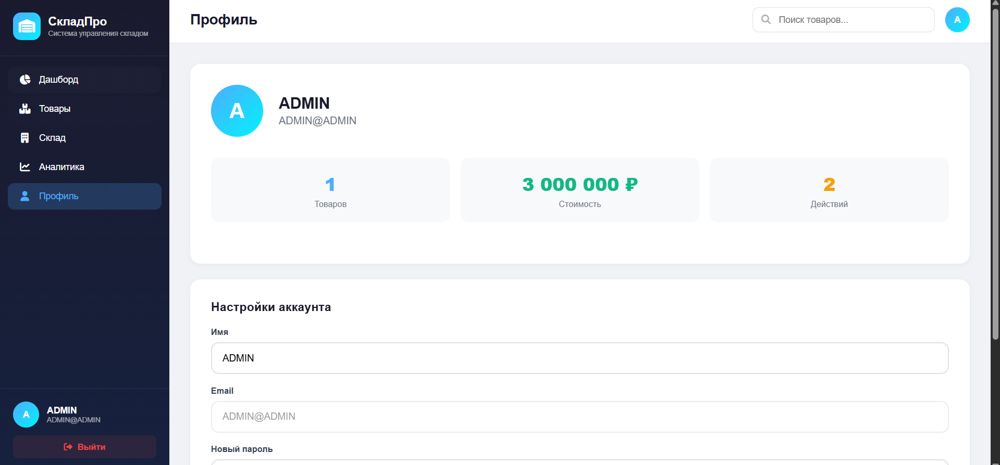 СкладПро
Система управления складом
Дашборд
Товары
Склад
Аналитика
Профиль
A
ADMIN
ADMIN@ADMIN
Выйти
Профиль
Поиск товаров...
A
A
ADMIN
ADMIN@ADMIN
1
Товаров
3 000 000 ₽
Стоимость
2
Действий
Настройки аккаунта
Имя
ADMIN
Email
ADMIN@ADMIN
Новый пароль